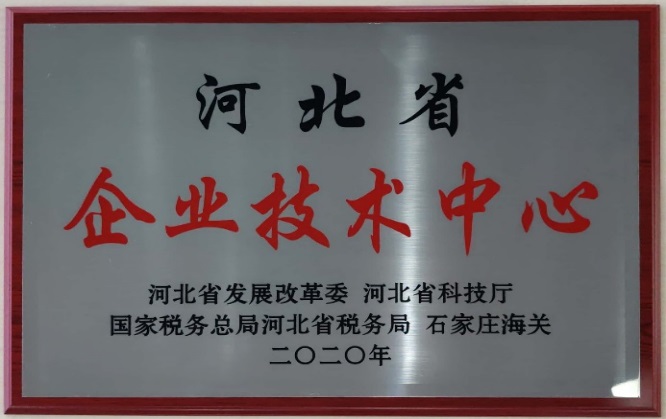 河北省
企业技术中心
河北省发展改革委 河北省科技厅
国家税务总局河北省税务局 石家庄海关
二〇二〇年